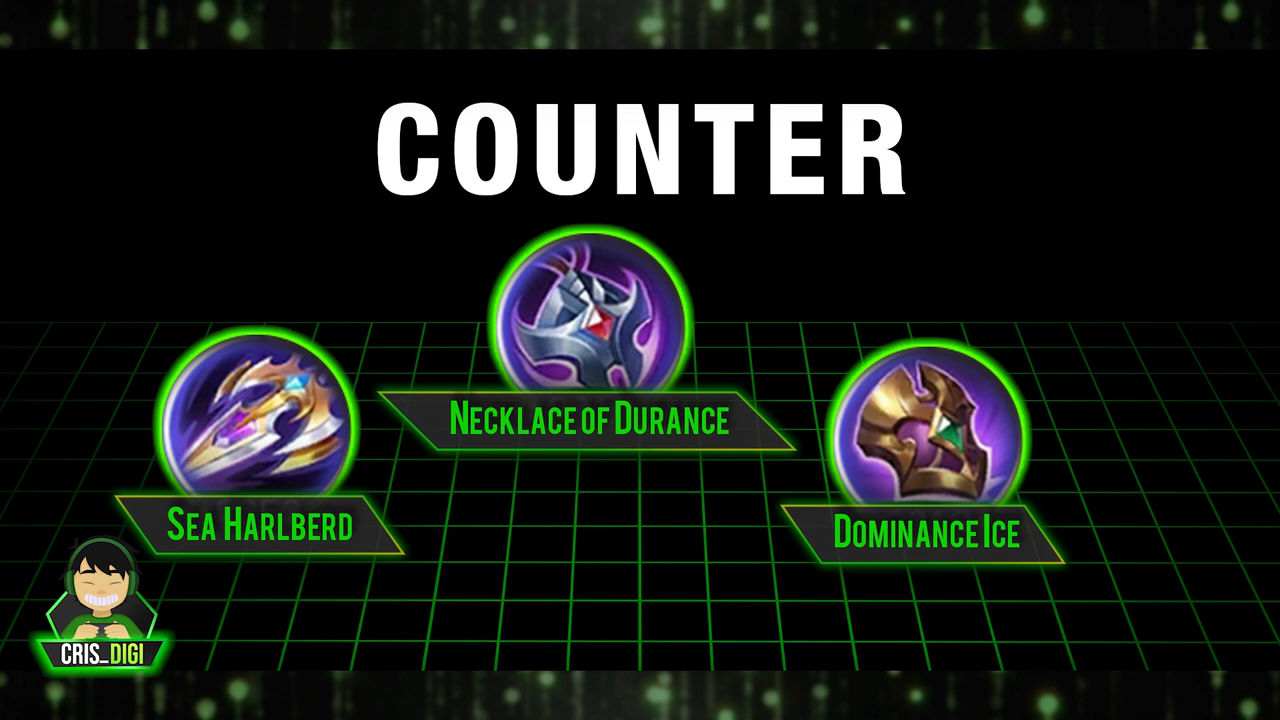 COUNTER
NECKLACE OF DURANCE
SEA HARLBERD
DOMINANCE ICE
CRIS_DIGI